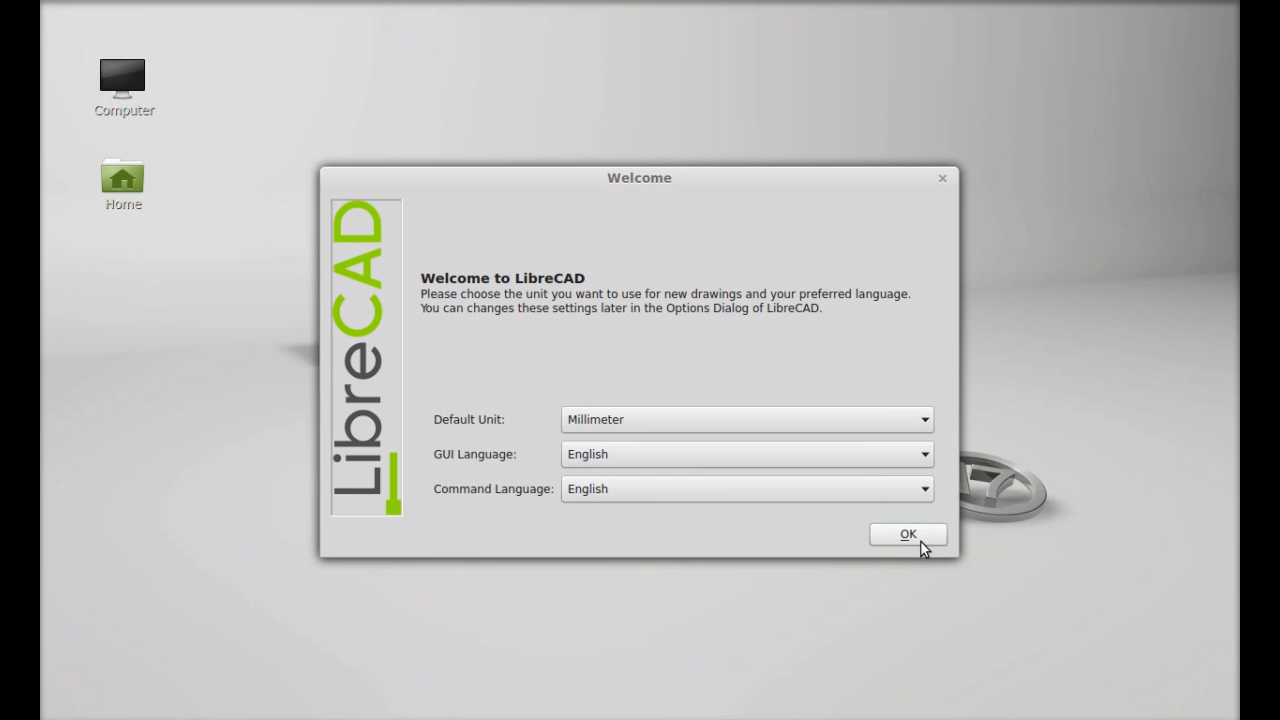 Computer
Home
Welcome
LibreCAD
Welcome to LibreCAD
Please choose the unit you want to use for new drawings and your preferred language.
You can changes these settings later in the Options Dialog of LibreCAD.
Default Unit: Millimeter
GUI Language: English
Command Language: English
17
OK